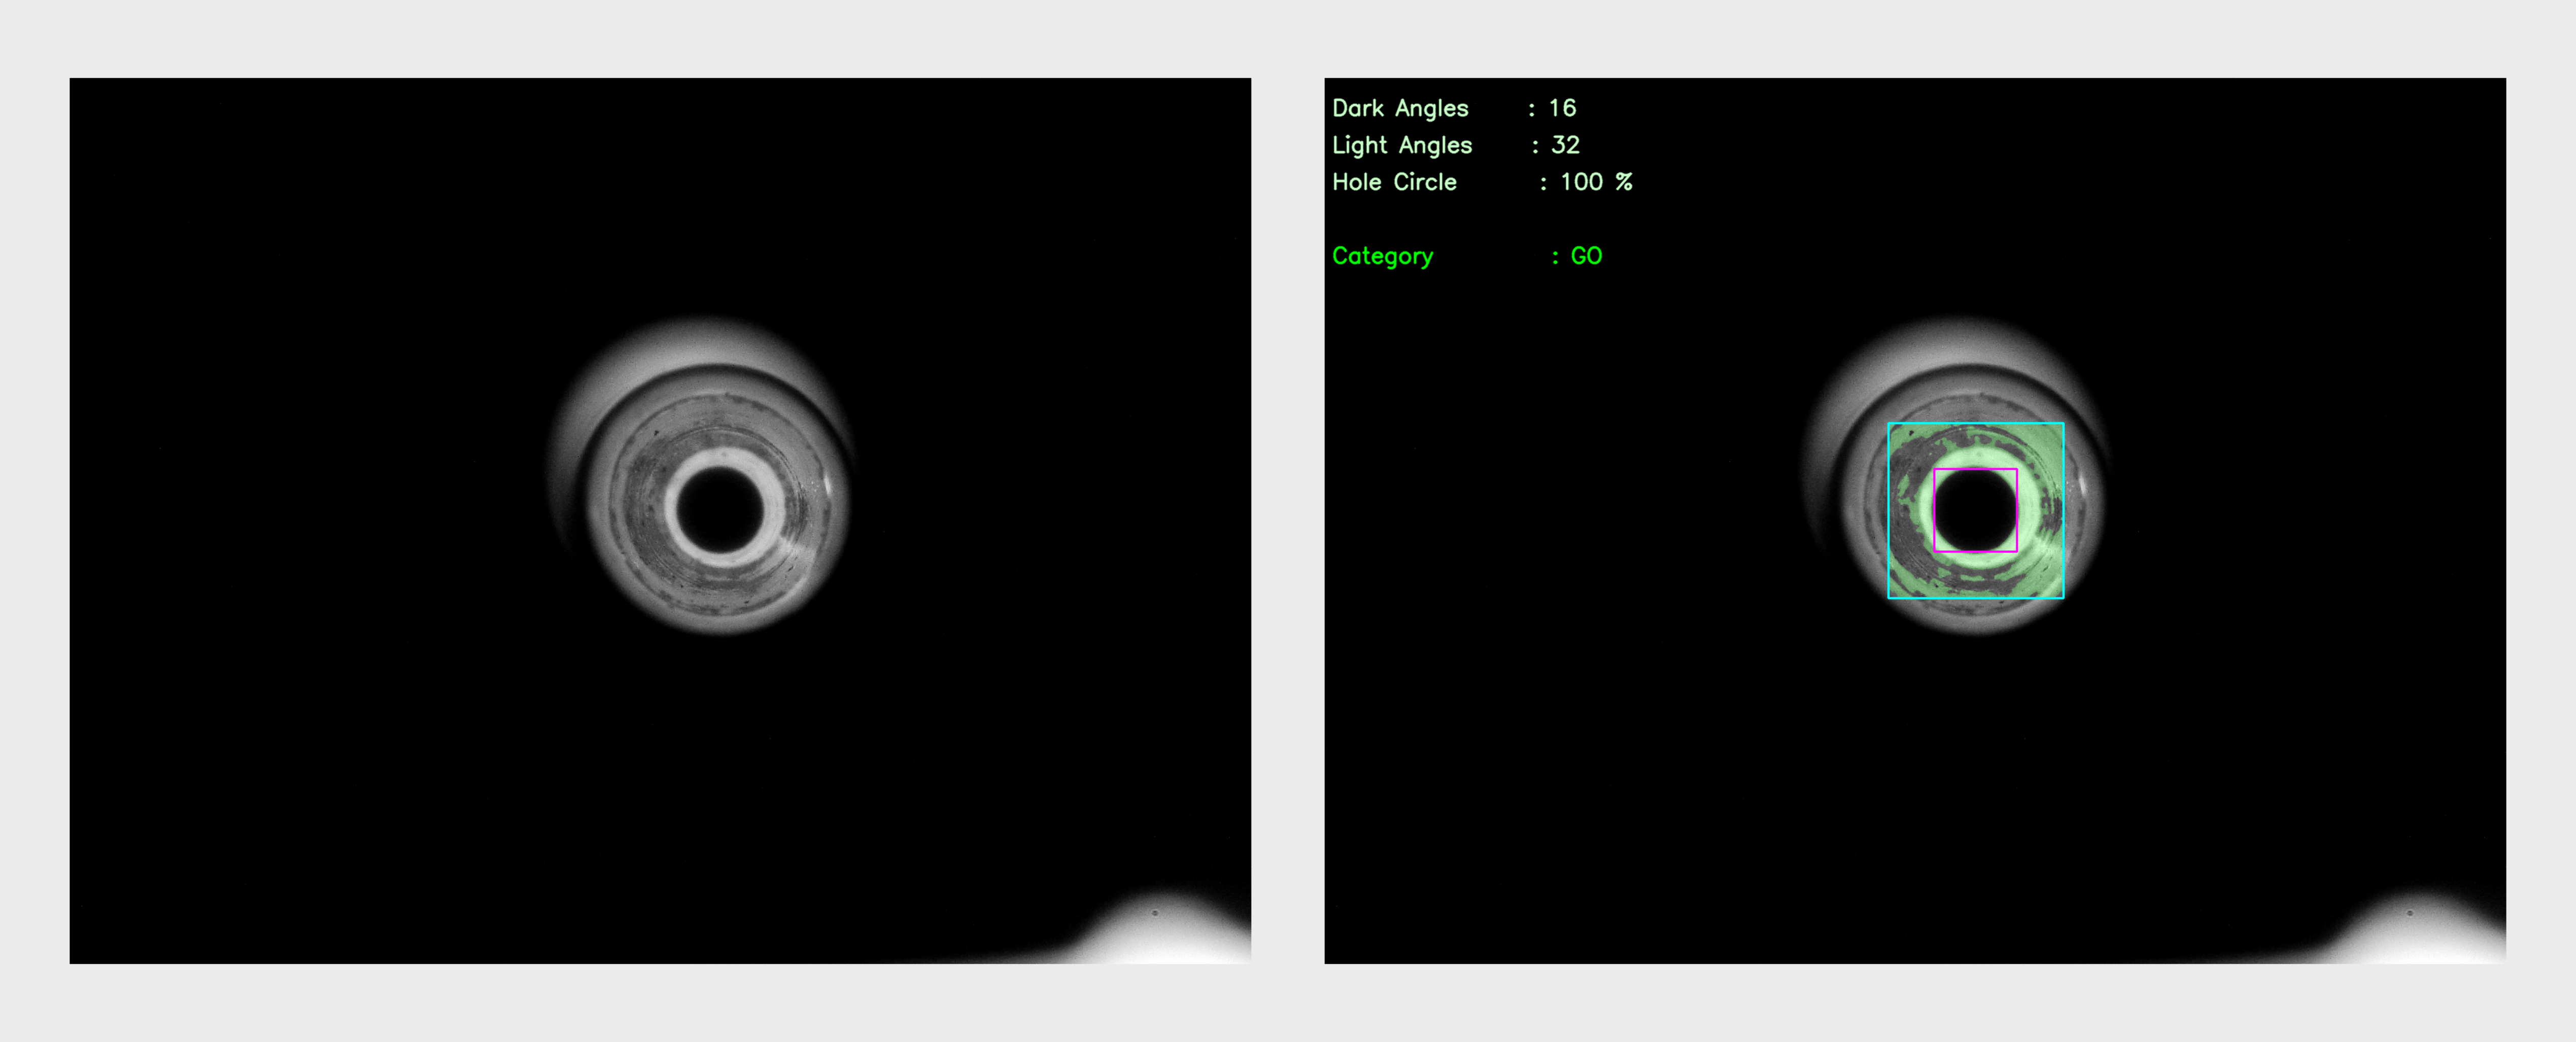 Dark Angles : 16
Light Angles : 32
Hole Circle : 100 %
Category : GO